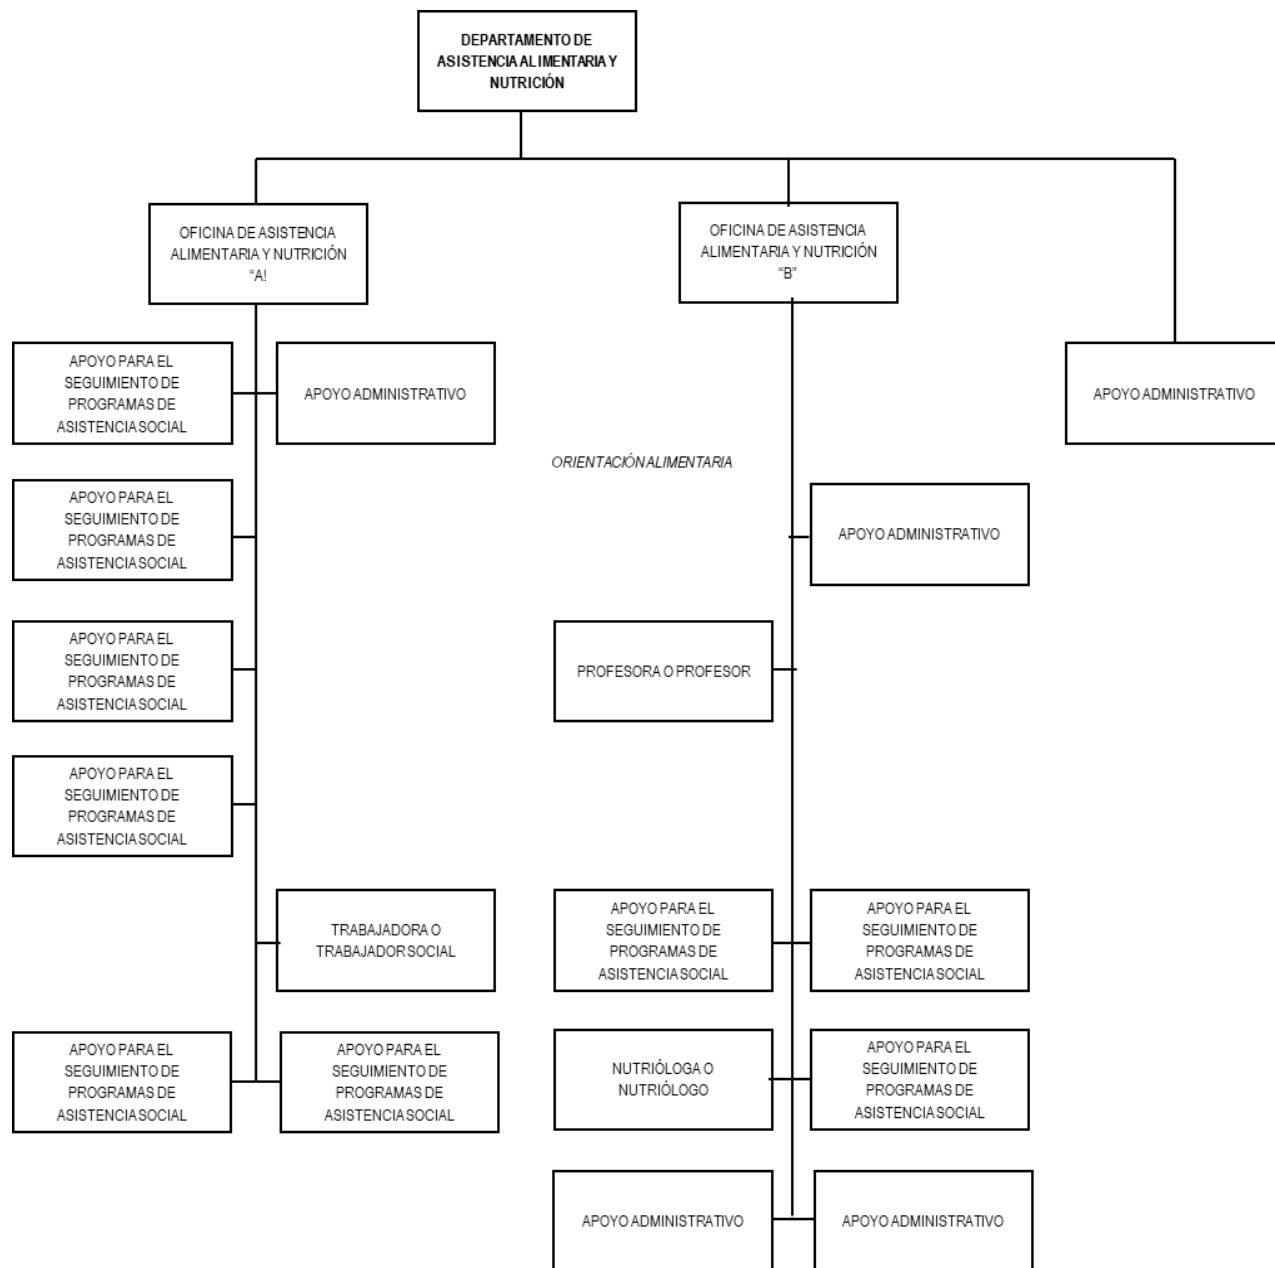 DEPARTAMENTO DE
ASISTENCIA ALIMENTARIA Y
NUTRICIÓN
OFICINA DE ASISTENCIA
ALIMENTARIA Y NUTRICIÓN
“A!
OFICINA DE ASISTENCIA
ALIMENTARIA Y NUTRICIÓN
“B”
APOYO PARA EL
SEGUIMIENTO DE
PROGRAMAS DE
ASISTENCIA SOCIAL
APOYO ADMINISTRATIVO
APOYO ADMINISTRATIVO
ORIENTACIÓN ALIMENTARIA
APOYO PARA EL
SEGUIMIENTO DE
PROGRAMAS DE
ASISTENCIA SOCIAL
APOYO ADMINISTRATIVO
APOYO PARA EL
SEGUIMIENTO DE
PROGRAMAS DE
ASISTENCIA SOCIAL
PROFESORA O PROFESOR
APOYO PARA EL
SEGUIMIENTO DE
PROGRAMAS DE
ASISTENCIA SOCIAL
TRABAJADORA O
TRABAJADOR SOCIAL
APOYO PARA EL
SEGUIMIENTO DE
PROGRAMAS DE
ASISTENCIA SOCIAL
APOYO PARA EL
SEGUIMIENTO DE
PROGRAMAS DE
ASISTENCIA SOCIAL
APOYO PARA EL
SEGUIMIENTO DE
PROGRAMAS DE
ASISTENCIA SOCIAL
APOYO PARA EL
SEGUIMIENTO DE
PROGRAMAS DE
ASISTENCIA SOCIAL
NUTRIÓLOGA O
NUTRIÓLOGO
APOYO PARA EL
SEGUIMIENTO DE
PROGRAMAS DE
ASISTENCIA SOCIAL
APOYO ADMINISTRATIVO
APOYO ADMINISTRATIVO